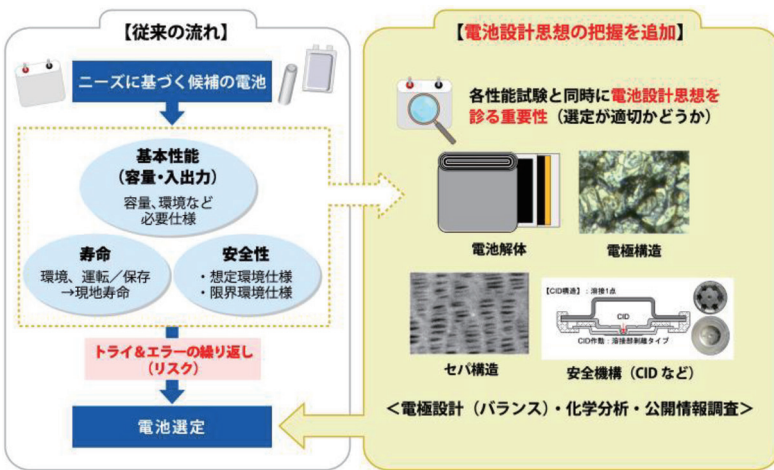 【従来の流れ】
ニーズに基づく候補の電池
基本性能
(容量・入出力)
容量、環境など
必要仕様
寿命
環境、運転／保存
→現地寿命
安全性
・想定環境仕様
・限界環境仕様
トライ&エラーの繰り返し
(リスク)
電池選定
【電池設計思想の把握を追加】
各性能試験と同時に電池設計思想を
診る重要性（選定が適切かどうか）
電池解体
電極構造
セパ構造
【CID構造】：溶接1点
CID
CID作動：溶接部剥離タイプ
安全機構（CID など）
＜電極設計（バランス）・化学分析・公開情報調査＞